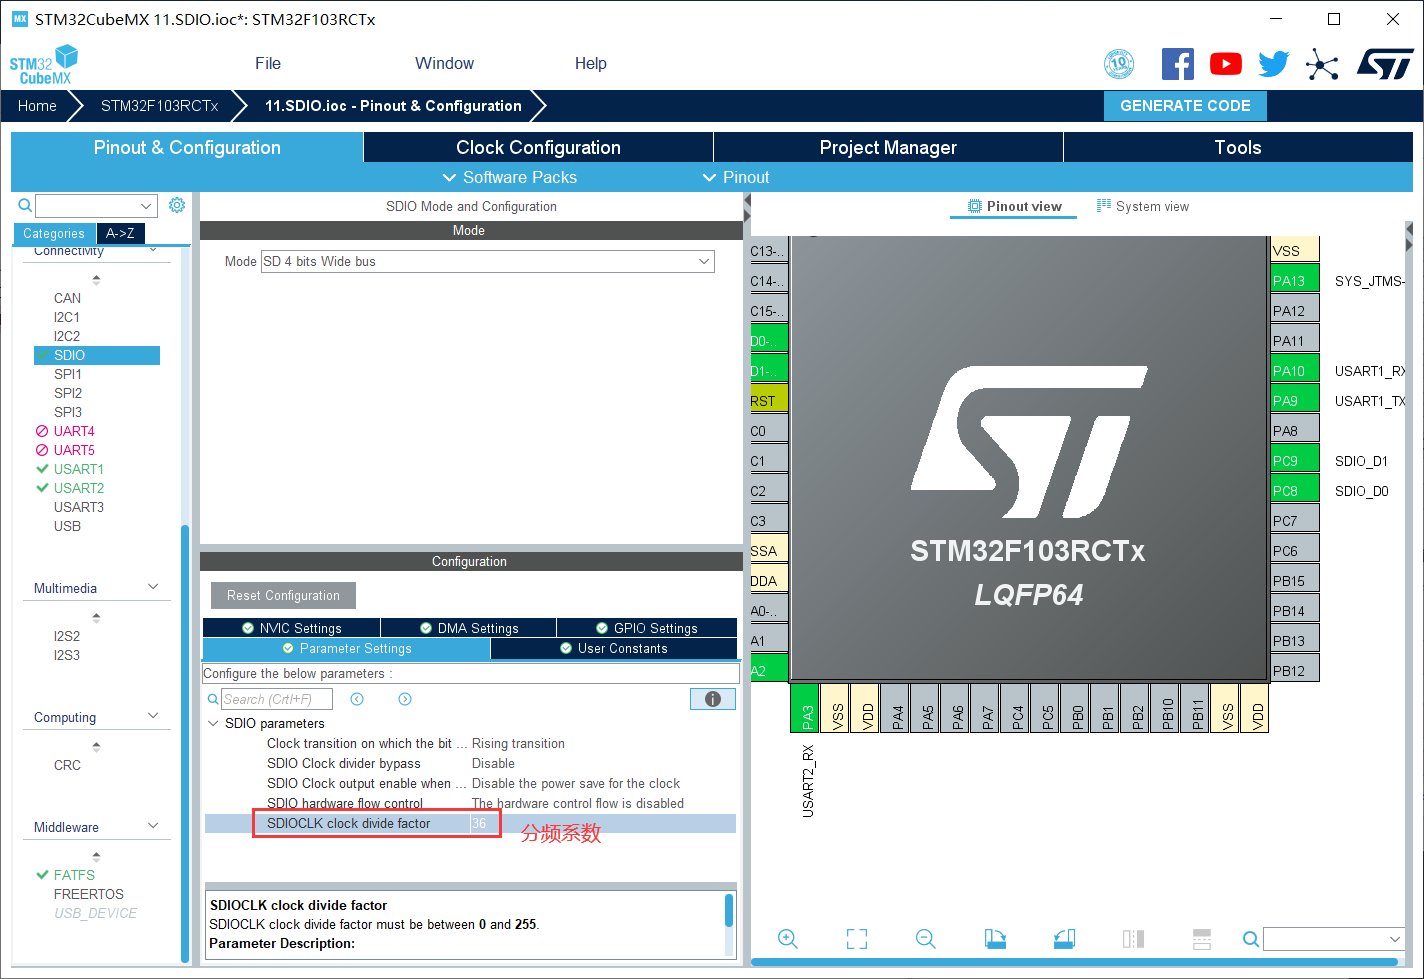 MX STM32CubeMX 11.SDIO.ioc*: STM32F103RCTx
STM32 CubeMX
File
Window
Help
10
Home
STM32F103RCTx
11.SDIO.ioc - Pinout & Configuration
GENERATE CODE
Pinout & Configuration
Clock Configuration
Project Manager
Tools
Software Packs
Pinout
Categories
A->Z
Connectivity
CAN
I2C1
I2C2
SDIO
SPI1
SPI2
SPI3
UART4
UART5
USART1
USART2
USART3
USB
Multimedia
I2S2
I2S3
Computing
CRC
Middleware
FATFS
FREERTOS
USB_DEVICE
SDIO Mode and Configuration
Mode
Mode SD 4 bits Wide bus
Configuration
Reset Configuration
NVIC Settings
DMA Settings
GPIO Settings
Parameter Settings
User Constants
Configure the below parameters :
Search (CrtI+F)
SDIO parameters
Clock transition on which the bit ... Rising transition
SDIO Clock divider bypass Disable
SDIO Clock output enable when ... Disable the power save for the clock
SDIO hardware flow control The hardware control flow is disabled
SDIOCLK clock divide factor 36
分频系数
SDIOCLK clock divide factor
SDIOCLK clock divide factor must be between 0 and 255.
Parameter Description:
Pinout view
System view
C13-..
C14-..
C15-..
D0-..
D1-..
RST
C0
C1
C2
C3
SSA
DDA
A0-..
A1
A2
STM32F103RCTx
LQFP64
VSS
PA13 SYS_JTMS-
PA12
PA11
PA10 USART1_RX
PA9 USART1_TX
PA8
PC9 SDIO_D1
PC8 SDIO_D0
PC7
PC6
PB15
PB14
PB13
PB12
PA3
VSS
VDD
PA4
PA5
PA6
PA7
PC4
PC5
PB0
PB1
PB2
PB10
PB11
VSS
VDD
USART2_RX